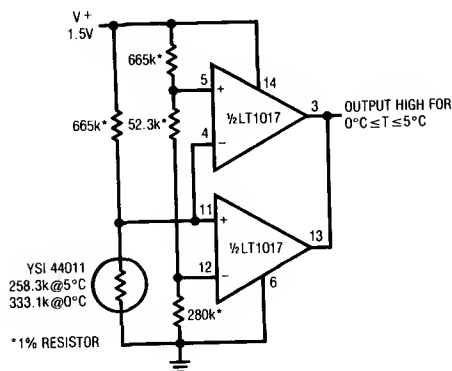 V+
1.5V
665k*
5
+
14
½LT1017
3
OUTPUT HIGH FOR
0°C≤T≤5°C
665k*
52.3k*
4
−
11
+
½LT1017
13
12
−
6
YSI 44011
258.3k@5°C
333.1k@0°C
280k*
*1% RESISTOR